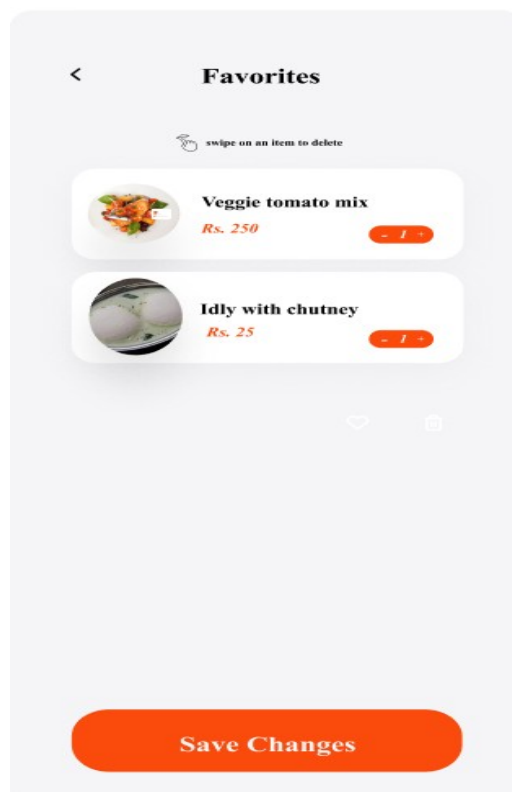 Favorites
swipe on an item to delete
Veggie tomato mix
Rs. 250
- 1 +
Idly with chutney
Rs. 25
- 1 +
Save Changes